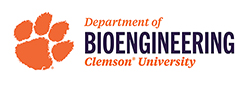 Department of
BIOENGINEERING
Clemson® University